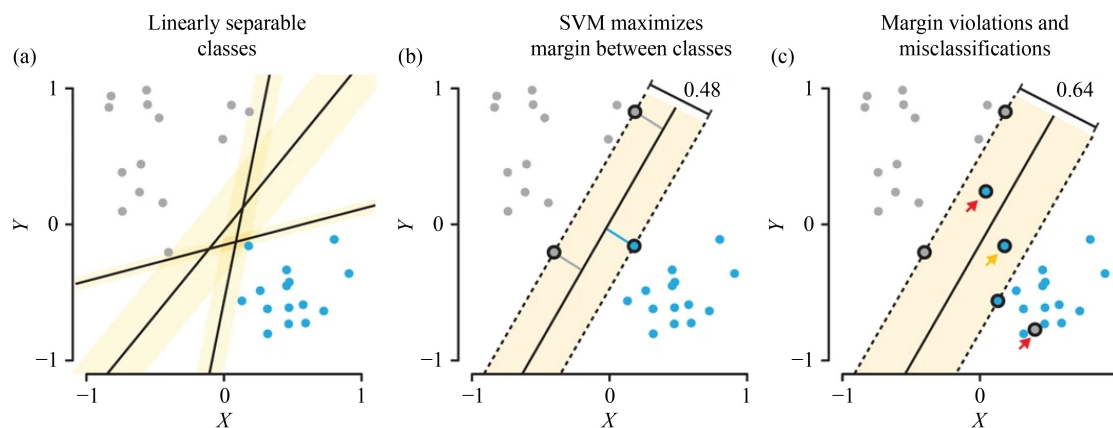 Linearly separable
classes
(a)
1
0
−1
Y
−1
0
1
X
SVM maximizes
margin between classes
(b)
0.48
1
0
−1
Y
−1
0
1
X
Margin violations and
misclassifications
(c)
0.64
1
0
−1
Y
−1
0
X